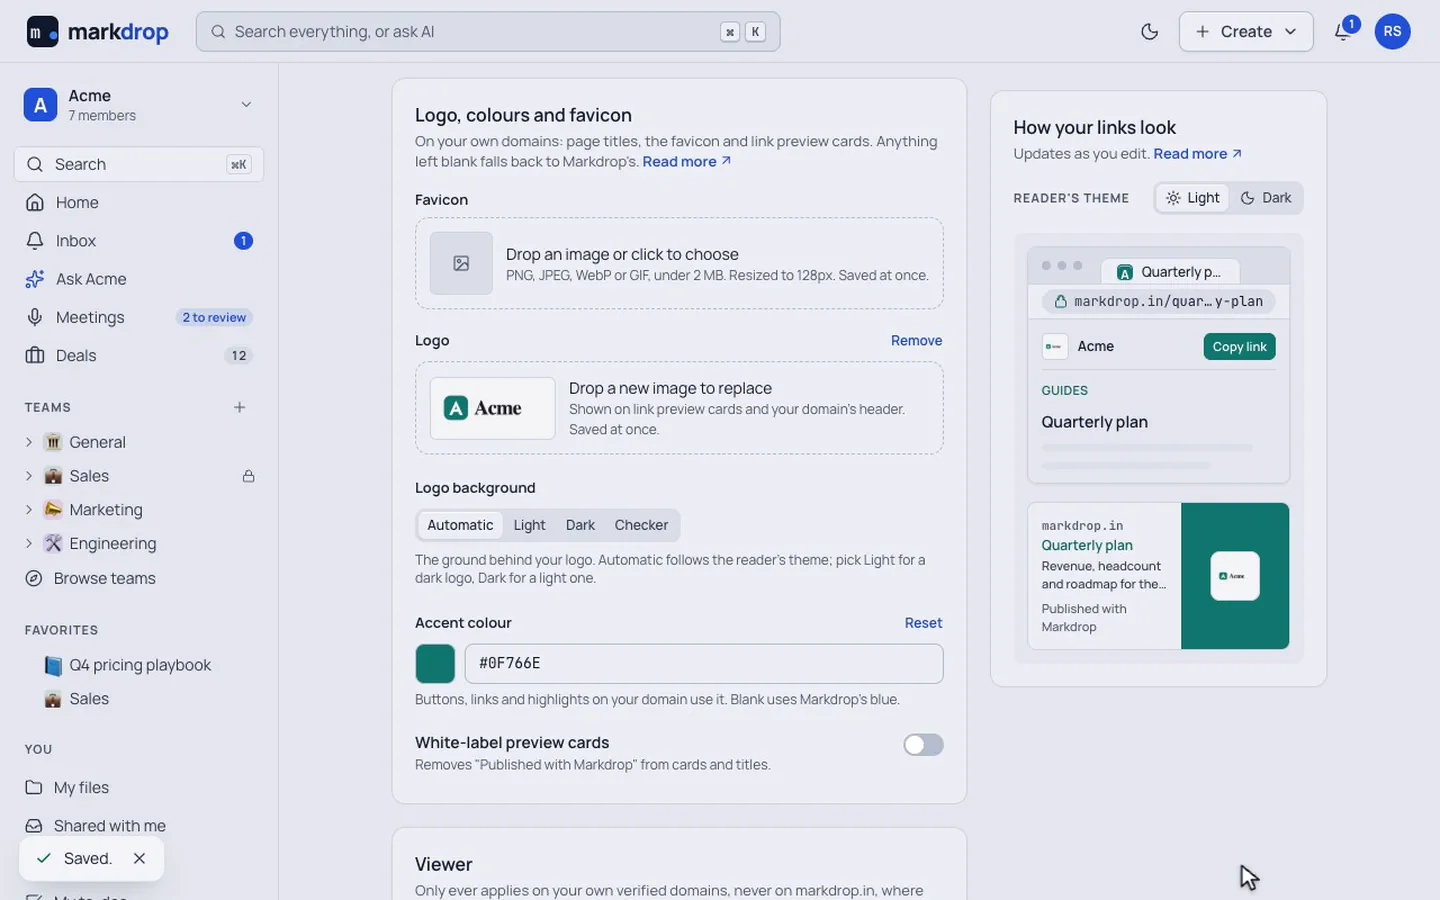 m.
markdrop
Search everything, or ask AI
⌘ K
Create
1
RS
A
Acme
7 members
Search
⌘K
Home
Inbox
1
Ask Acme
Meetings
2 to review
Deals
12
TEAMS
General
Sales
Marketing
Engineering
Browse teams
FAVORITES
Q4 pricing playbook
Sales
YOU
My files
Shared with me
Saved.
Logo, colours and favicon
On your own domains: page titles, the favicon and link preview cards. Anything
left blank falls back to Markdrop's. Read more ↗
Favicon
Drop an image or click to choose
PNG, JPEG, WebP or GIF, under 2 MB. Resized to 128px. Saved at once.
Logo
Remove
A Acme
Drop a new image to replace
Shown on link preview cards and your domain's header.
Saved at once.
Logo background
Automatic
Light
Dark
Checker
The ground behind your logo. Automatic follows the reader's theme; pick Light for a
dark logo, Dark for a light one.
Accent colour
Reset
#0F766E
Buttons, links and highlights on your domain use it. Blank uses Markdrop's blue.
White-label preview cards
Removes "Published with Markdrop" from cards and titles.
Viewer
Only ever applies on your own verified domains, never on markdrop.in, where
How your links look
Updates as you edit. Read more ↗
READER'S THEME
Light
Dark
A
Quarterly p...
markdrop.in/quar…y-plan
Acme
Copy link
GUIDES
Quarterly plan
markdrop.in
Quarterly plan
Revenue, headcount
and roadmap for the...
Published with
Markdrop
A Acme